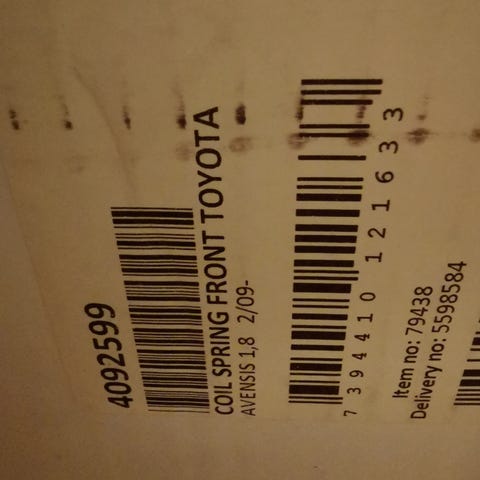 4092599
COIL SPRING FRONT TOYOTA
AVENSIS 1,8 2/09-
7 394410 121633
Item no: 79438
Delivery no: 5598584